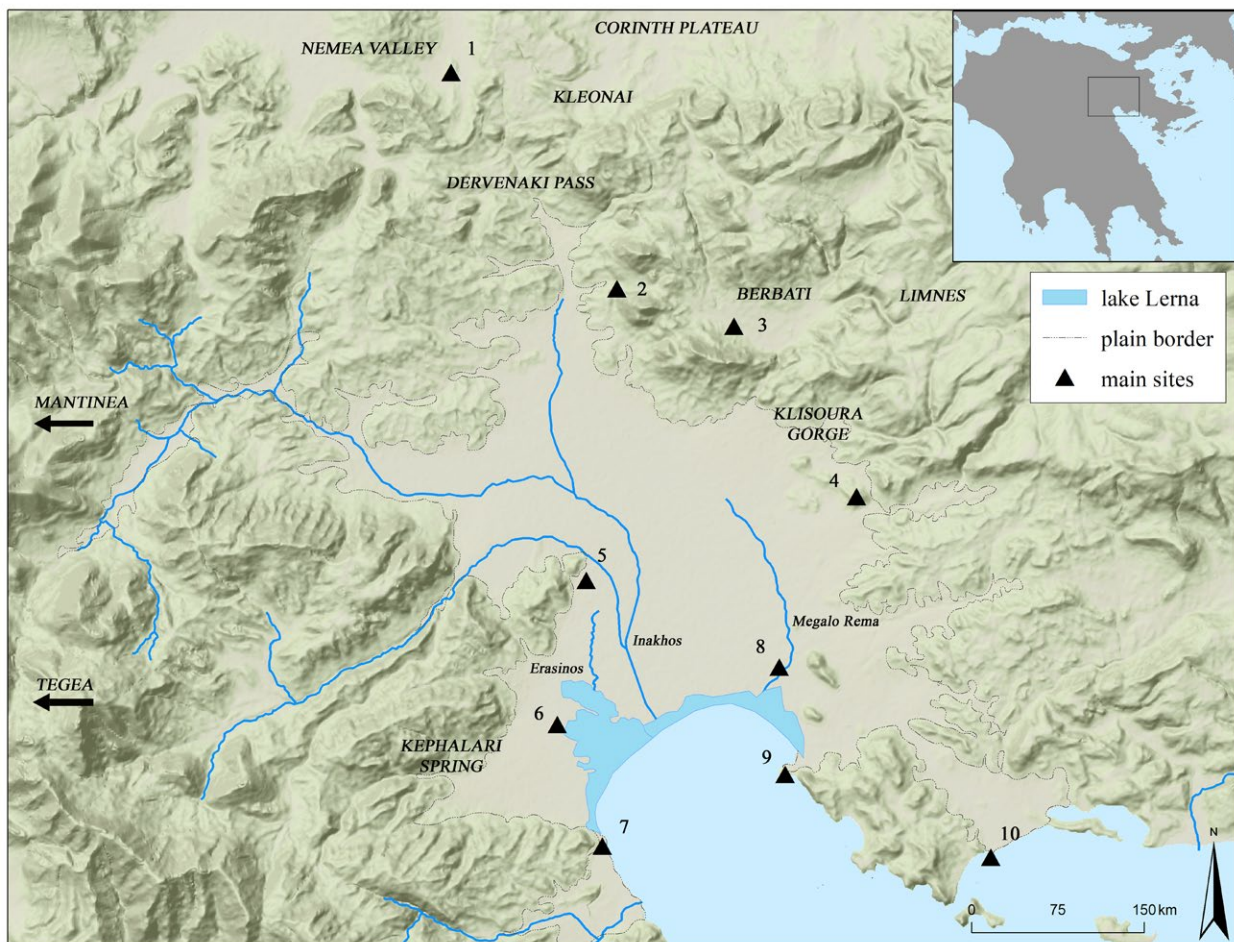 CORINTH PLATEAU
NEMEA VALLEY
1
KLEONAI
DERVENAKI PASS
2
BERBATI
LIMNES
3
lake Lerna
plain border
main sites
MANTINEA
KLISOURA
GORGE
4
5
Inakhos
Megalo Rema
8
Erasinos
TEGEA
6
KEPHALARI
SPRING
9
7
10
N
0 75 150 km